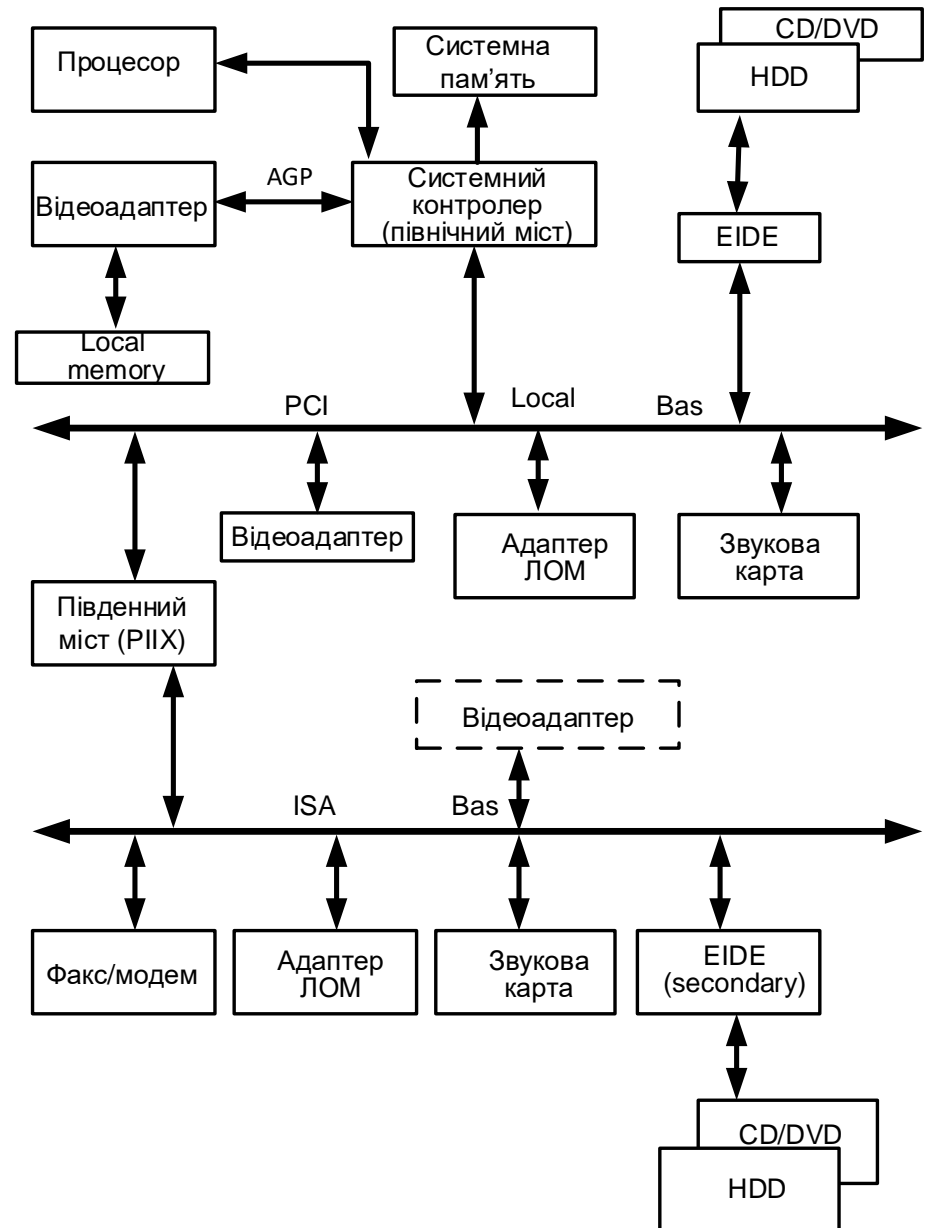 Процесор
Системна
пам’ять
CD/DVD
HDD
AGP
Відеоадаптер
Системний
контролер
(північний міст)
EIDE
Local
memory
PCI
Local
Bas
Відеоадаптер
Адаптер
ЛОМ
Звукова
карта
Південний
міст (PIIX)
Відеоадаптер
ISA
Bas
Факс/модем
Адаптер
ЛОМ
Звукова
карта
EIDE
(secondary)
CD/DVD
HDD